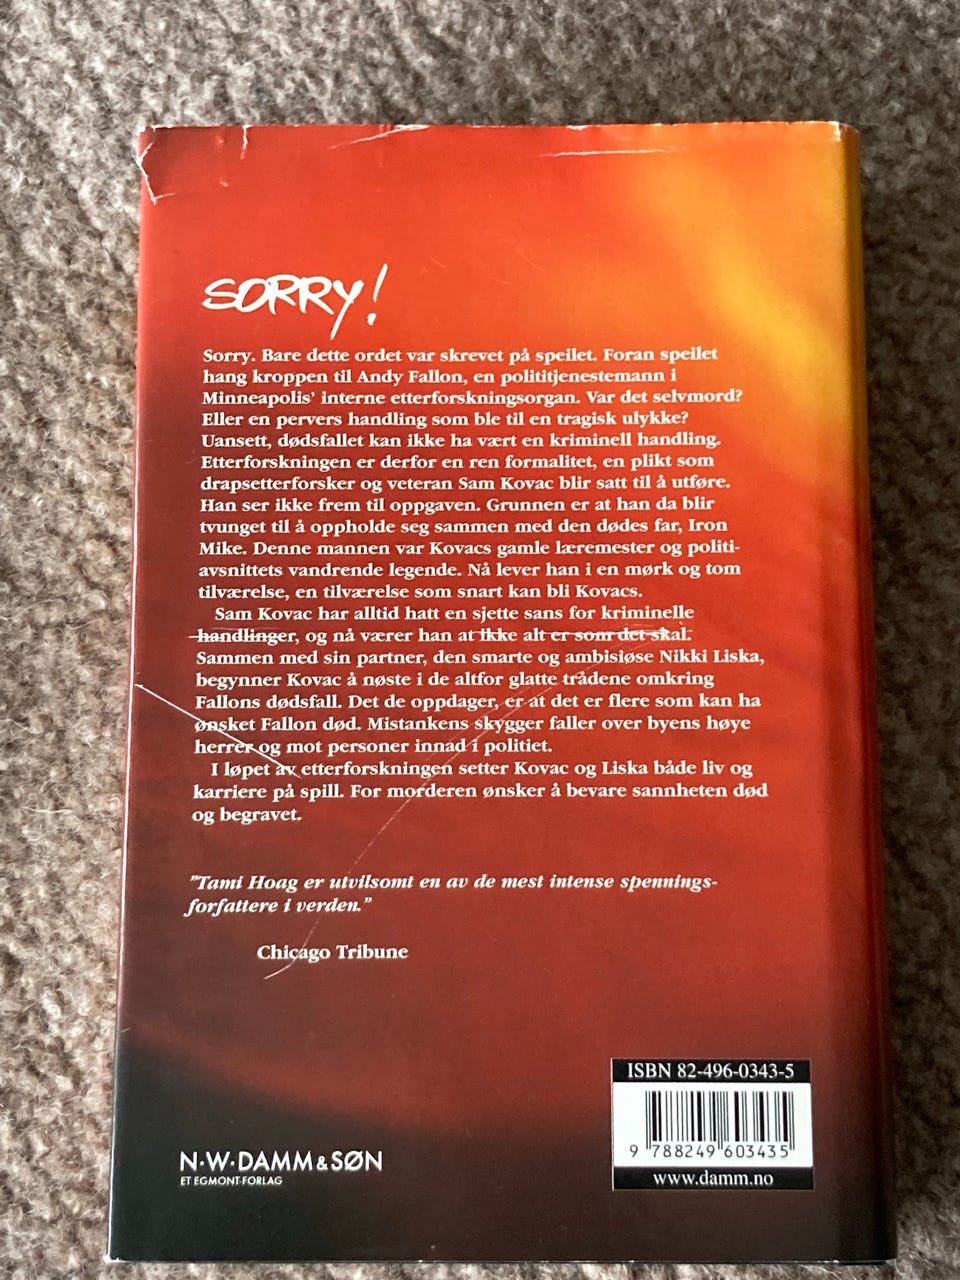 SORRY!
Sorry. Bare dette ordet var skrevet på speilet. Foran speilet
hang kroppen til Andy Fallon, en polititjenestemann i
Minneapolis' interne etterforskningsorgan. Var det selvmord?
Eller en pervers handling som ble til en tragisk ulykke?
Uansett, dødsfallet kan ikke ha vært en kriminell handling.
Etterforskningen er derfor en ren formalitet, en plikt som
drapsetterforsker og veteran Sam Kovac blir satt til å utføre.
Han ser ikke frem til oppgaven. Grunnen er at han da blir
tvunget til å oppholde seg sammen med den dødes far, Iron
Mike. Denne mannen var Kovacs gamle læremester og politi-
avsnittets vandrende legende. Nå lever han i en mørk og tom
tilværelse, en tilværelse som snart kan bli Kovacs.
Sam Kovac har alltid hatt en sjette sans for kriminelle
handlinger, og nå værer han at ikke alt er som det skal.
Sammen med sin partner, den smarte og ambisiøse Nikki Liska,
begynner Kovac å nøste i de altfor glatte trådene omkring
Fallons dødsfall. Det de oppdager, er at det er flere som kan ha
ønsket Fallon død. Mistankens skygger faller over byens høye
herrer og mot personer innad i politiet.
I løpet av etterforskningen setter Kovac og Liska både liv og
karriere på spill. For morderen ønsker å bevare sannheten død
og begravet.
"Tami Hoag er utvilsomt en av de mest intense spennings-
forfattere i verden."
Chicago Tribune
ISBN 82-496-0343-5
9 788249 603435
www.damm.no
N·W·DAMM & SØN
ET EGMONT-FORLAG